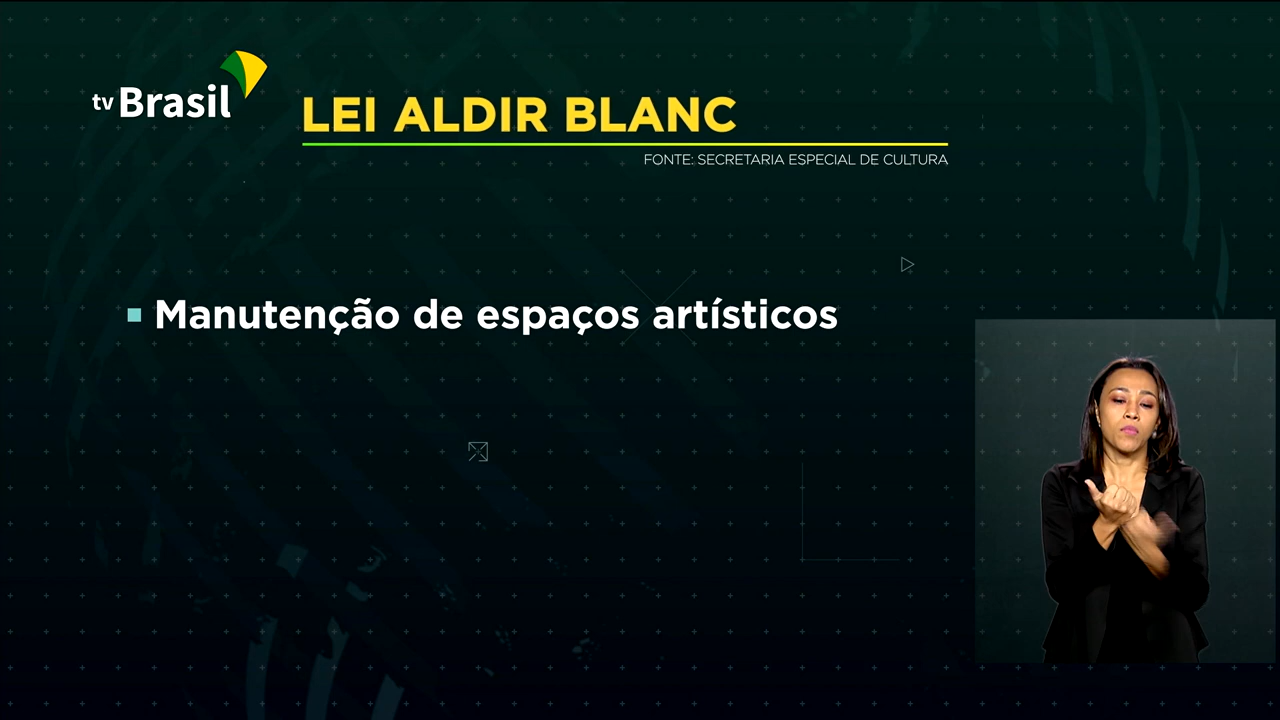 tv Brasil
LEI ALDIR BLANC
FONTE: SECRETARIA ESPECIAL DE CULTURA
Manutenção de espaços artísticos